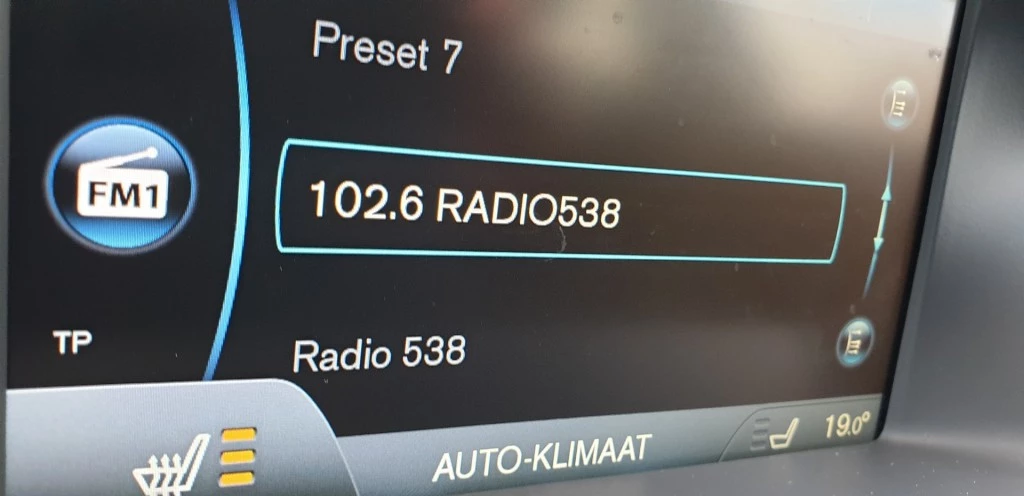 Preset 7
FM1
102.6 RADIO538
TP
Radio 538
AUTO-KLIMAAT
19.0°